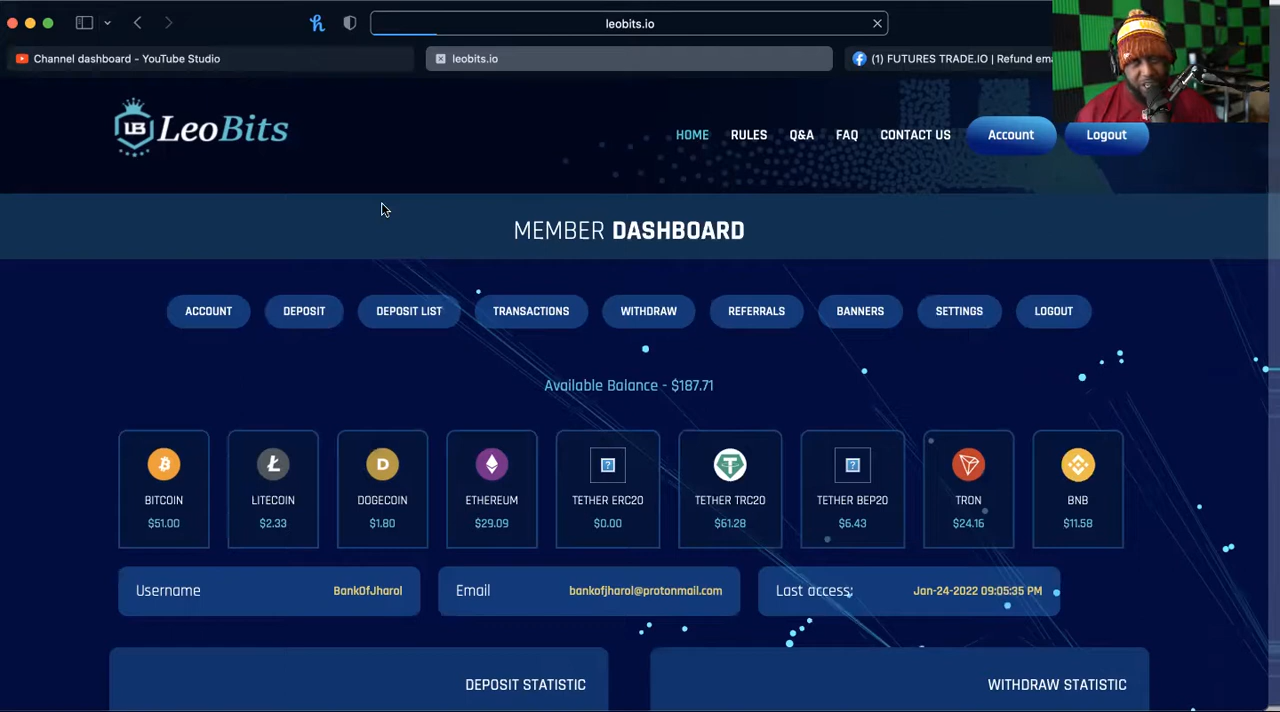 leobits.io
Channel dashboard - YouTube Studio
leobits.io
(1) FUTURES TRADE.IO | Refund ema
LB LeoBits
HOME RULES Q&A FAQ CONTACT US Account Logout
MEMBER DASHBOARD
ACCOUNT DEPOSIT DEPOSIT LIST TRANSACTIONS WITHDRAW REFERRALS BANNERS SETTINGS LOGOUT
Available Balance - $187.71
BITCOIN LITECOIN DOGECOIN ETHEREUM TETHER ERC20 TETHER TRC20 TETHER BEP20 TRON BNB
$51.00 $2.33 $1.80 $29.09 $0.00 $61.28 $6.43 $24.16 $11.58
Username BankOfJharol Email bankofjharol@protonmail.com Last access: Jan-24-2022 09:05:35 PM
DEPOSIT STATISTIC WITHDRAW STATISTIC